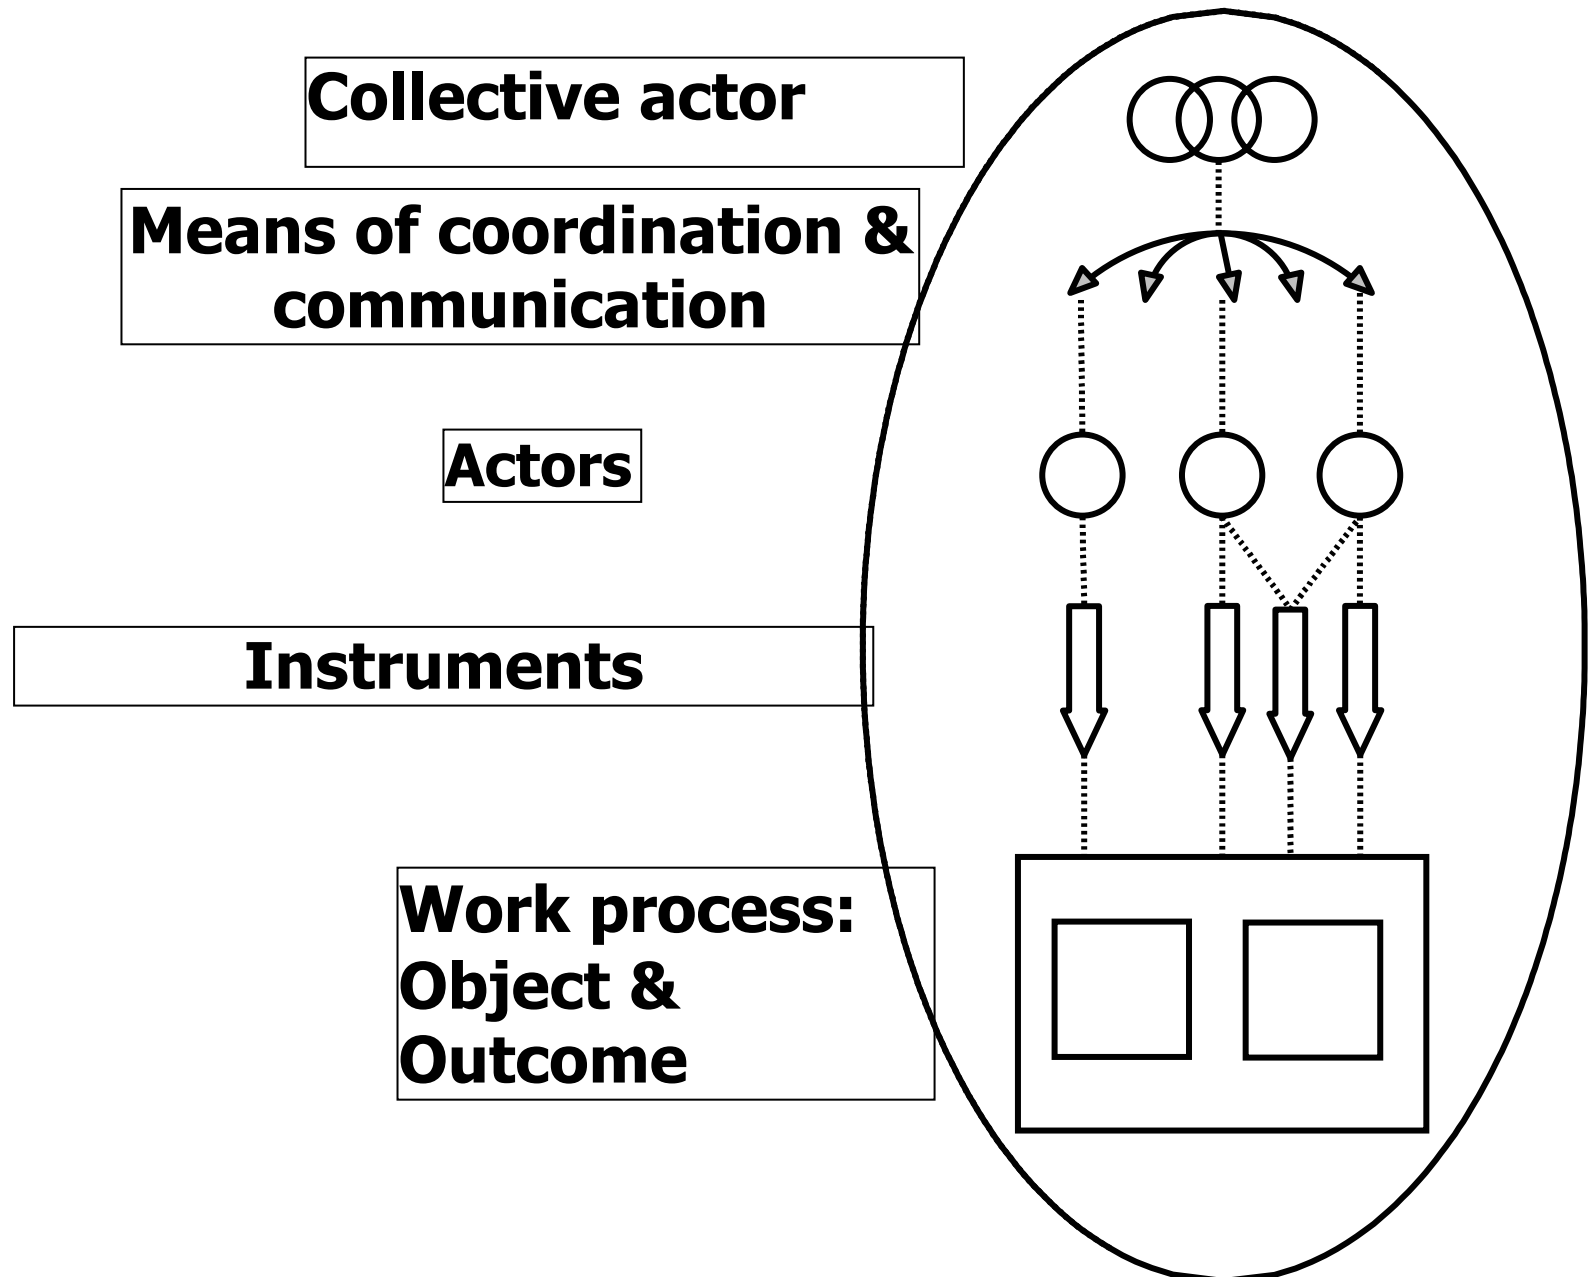 Collective actor
Means of coordination &
communication
Actors
Instruments
Work process:
Object &
Outcome